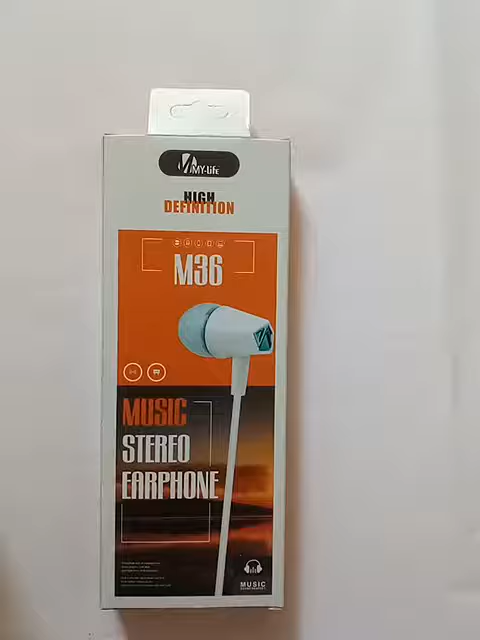 MY-Life
HIGH
DEFINITION
M36
MUSIC
STEREO
EARPHONE
MUSIC